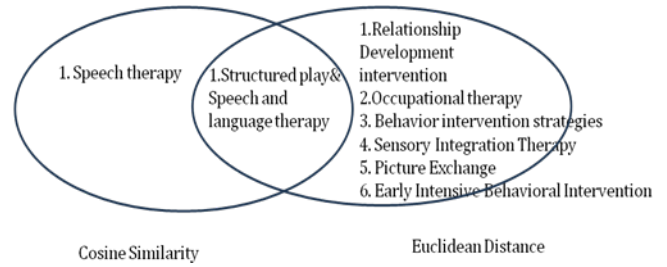 1. Speech therapy
1.Structured play&
Speech and
language therapy
1.Relationship
Development
intervention
2.Occupational therapy
3. Behavior intervention strategies
4. Sensory Integration Therapy
5. Picture Exchange
6. Early Intensive Behavioral Intervention
Cosine Similarity
Euclidean Distance